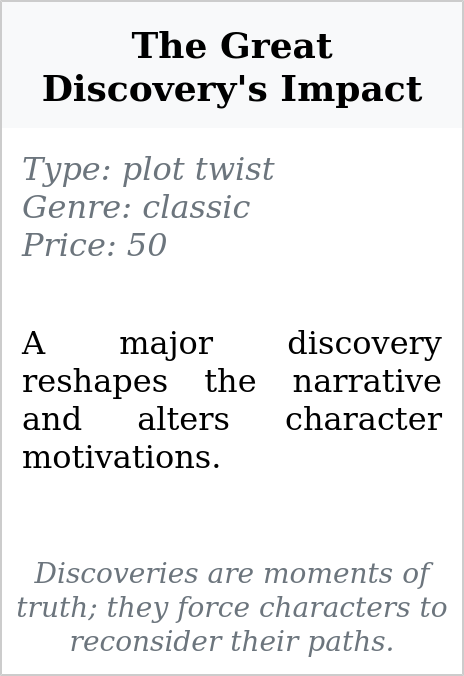 The Great
Discovery's Impact
Type: plot twist
Genre: classic
Price: 50
A major discovery
reshapes the narrative
and alters character
motivations.
Discoveries are moments of
truth; they force characters to
reconsider their paths.